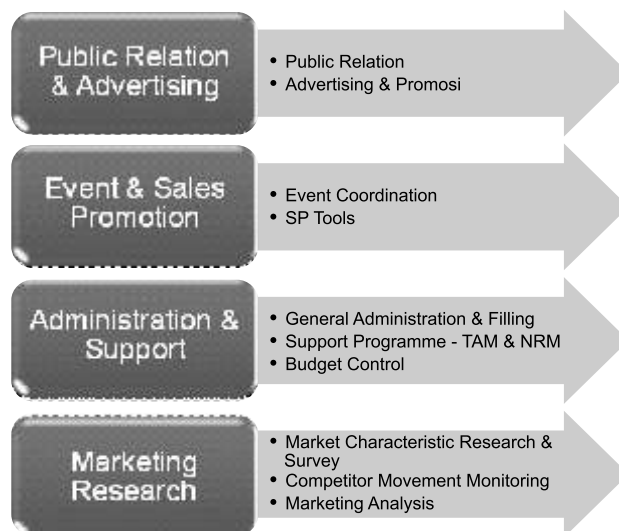 Public Relation
& Advertising
• Public Relation
• Advertising & Promosi
Event & Sales
Promotion
• Event Coordination
• SP Tools
Administration &
Support
• General Administration & Filling
• Support Programme - TAM & NRM
• Budget Control
Marketing
Research
• Market Characteristic Research &
Survey
• Competitor Movement Monitoring
• Marketing Analysis